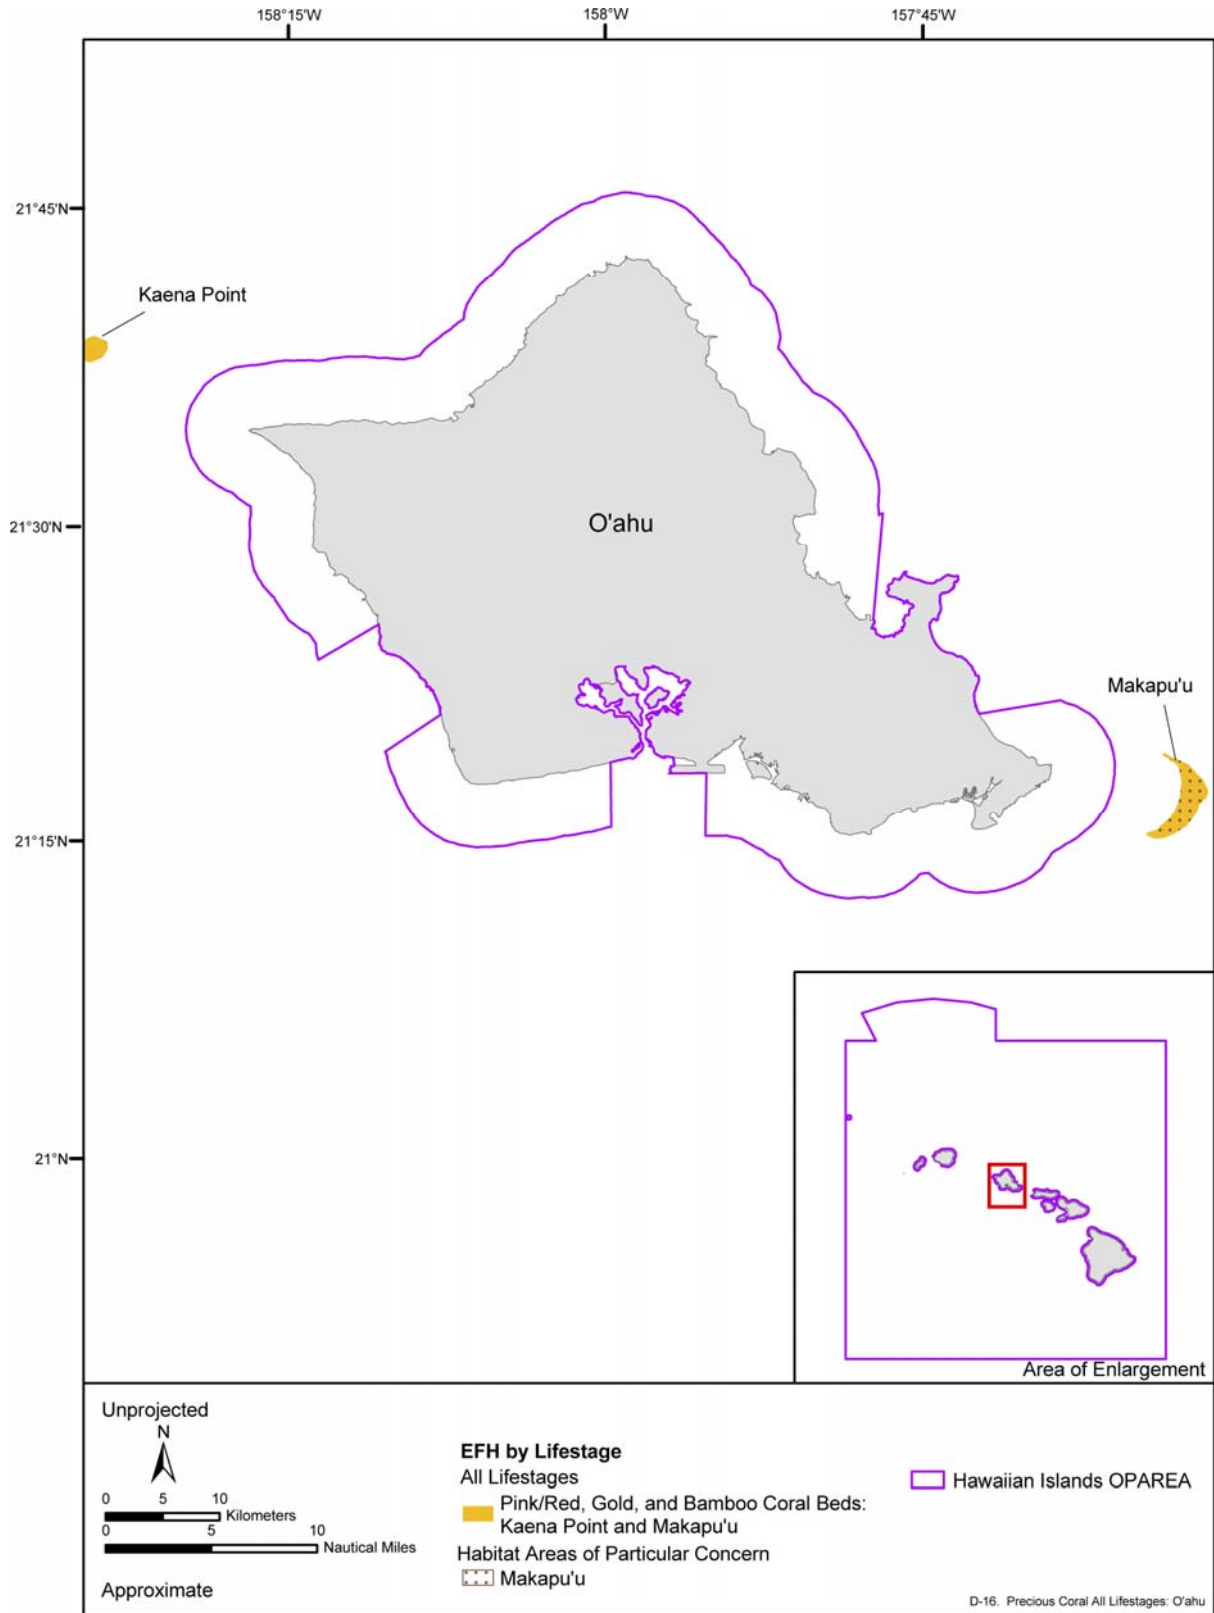 158°15'W
158°W
157°45'W
21°45'N
Kaena Point
21°30'N
O'ahu
Makapu'u
21°15'N
21°N
Area of Enlargement
Unprojected
N
0 5 10
Kilometers
0 5 10
Nautical Miles
Approximate
EFH by Lifestage
All Lifestages
Pink/Red, Gold, and Bamboo Coral Beds:
Kaena Point and Makapu'u
Habitat Areas of Particular Concern
Makapu'u
Hawaiian Islands OPAREA
D-16. Precious Coral All Lifestages: O'ahu